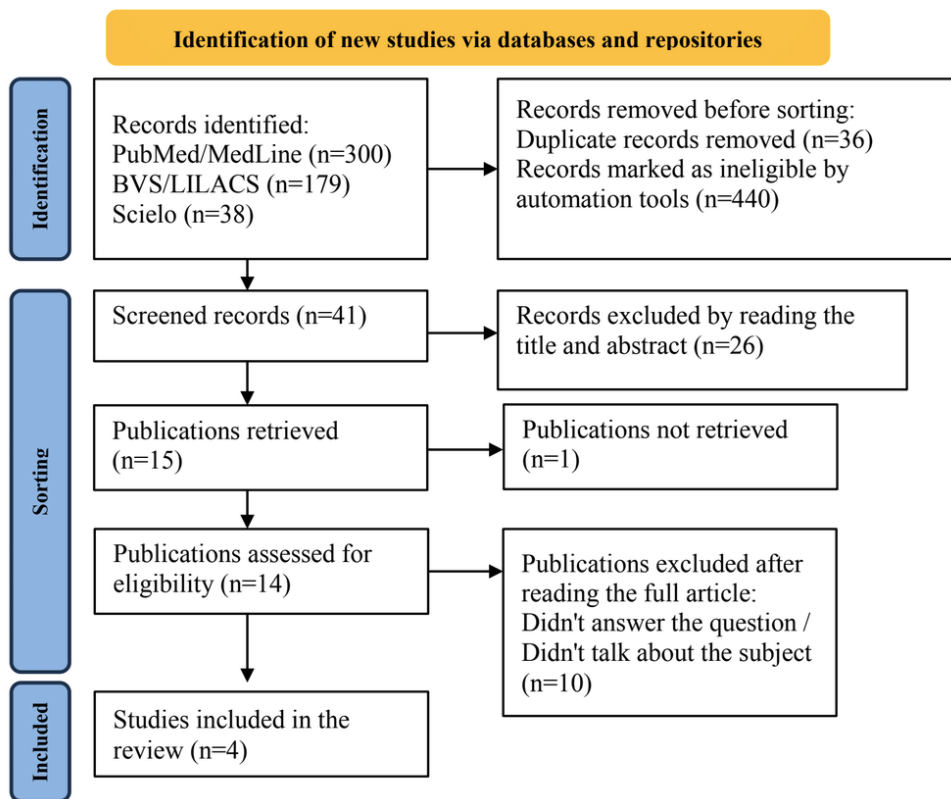 Identification of new studies via databases and repositories
Identification
Records identified:
PubMed/MedLine (n=300)
BVS/LILACS (n=179)
Scielo (n=38)
Records removed before sorting:
Duplicate records removed (n=36)
Records marked as ineligible by
automation tools (n=440)
Sorting
Screened records (n=41)
Records excluded by reading the
title and abstract (n=26)
Publications retrieved
(n=15)
Publications not retrieved
(n=1)
Publications assessed for
eligibility (n=14)
Publications excluded after
reading the full article:
Didn't answer the question /
Didn't talk about the subject
(n=10)
Included
Studies included in the
review (n=4)